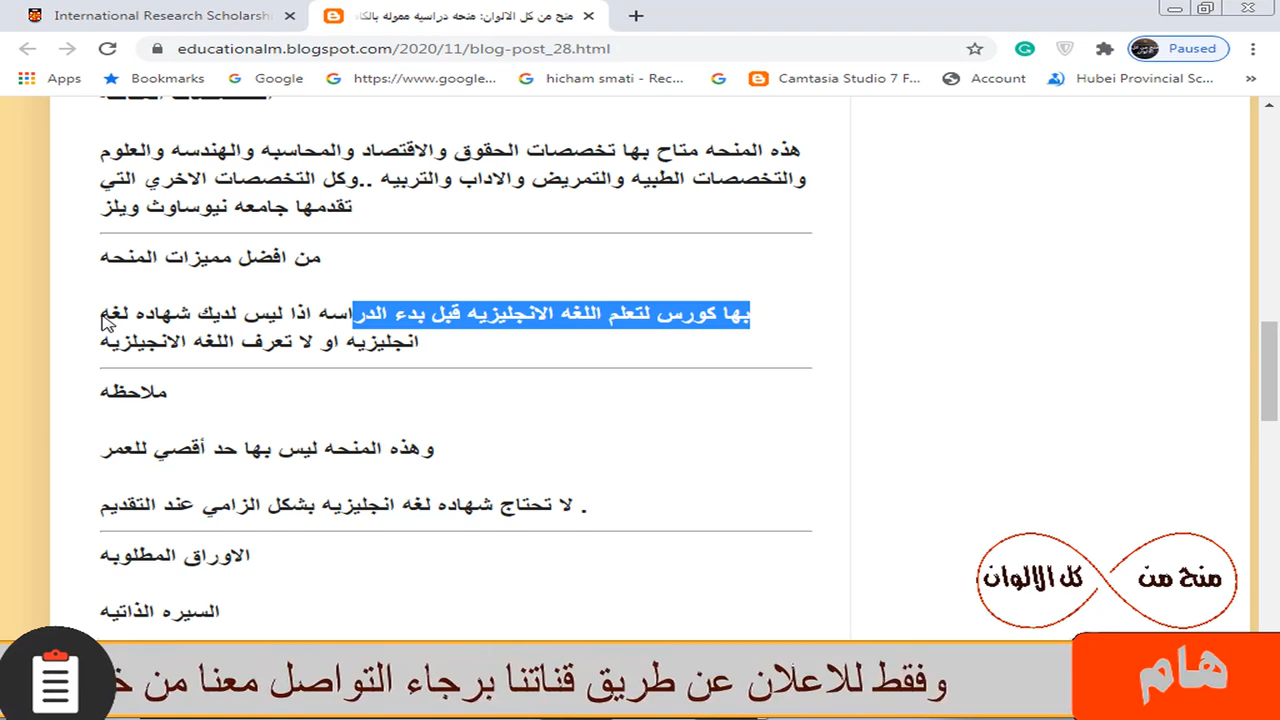 International Research Scholarshi
منح من كل الالوان: منحه دراسيه مموله بالكا
educationalm.blogspot.com/2020/11/blog-post_28.html
Paused
Apps
Bookmarks
Google
https://www.google...
hicham smati - Rec...
Camtasia Studio 7 F...
Account
Hubei Provincial Sc...
هذه المنحه متاح بها تخصصات الحقوق والاقتصاد والمحاسبه والهندسه والعلوم
والتخصصات الطبيه والتمريض والاداب والتربيه ..وكل التخصصات الاخري التي
تقدمها جامعه نيوساوث ويلز
من افضل مميزات المنحه
بها كورس لتعلم اللغه الانجليزيه قبل بدء الدراسه اذا ليس لديك شهاده لغه
انجليزيه او لا تعرف اللغه الانجيلزيه
ملاحظه
وهذه المنحه ليس بها حد أقصي للعمر
لا تحتاج شهاده لغه انجليزيه بشكل الزامي عند التقديم .
الاوراق المطلوبه
السيره الذاتيه
منح من كل الالوان
هام
وفقط للاعلان عن طريق قناتنا برجاء التواصل معنا من خ